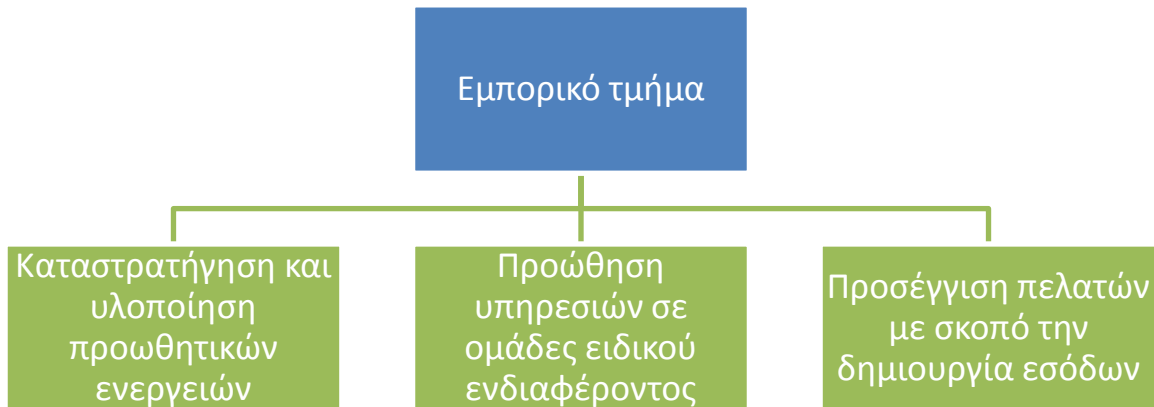 Εμπορικό τμήμα
Καταστρατήγηση και
υλοποίηση
προωθητικών
ενεργειών
Προώθηση
υπηρεσιών σε
ομάδες ειδικού
ενδιαφέροντος
Προσέγγιση πελατών
με σκοπό την
δημιουργία εσόδων